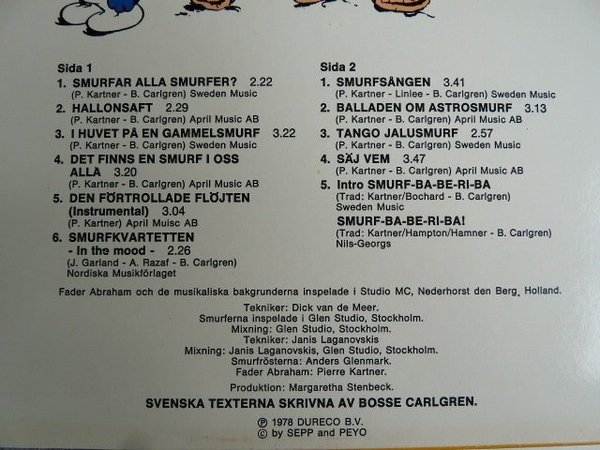 Sida 1
1. SMURFAR ALLA SMURFER? 2.22
(P. Kartner - B. Carlgren) Sweden Music
2. HALLONSAFT 2.29
(P. Kartner - B. Carlgren) April Music AB
3. I HUVET PÅ EN GAMMELSMURF 3.22
(P. Kartner - B. Carlgren) Sweden Music
4. DET FINNS EN SMURF I OSS
ALLA 3.20
(P. Kartner - B. Carlgren) April Music AB
5. DEN FÖRTROLLADE FLÖJTEN
(Instrumental) 3.04
(P. Kartner) April Muisc AB
6. SMURFKVARTETTEN
- In the mood - 2.26
(J. Garland - A. Razaf - B. Carlgren)
Nordiska Musikförlaget
Sida 2
1. SMURFSÅNGEN 3.41
(P. Kartner - Linlee - B. Carlgren) Sweden Music
2. BALLADEN OM ASTROSMURF 3.13
(P. Kartner - B. Carlgren) April Music AB
3. TANGO JALUSMURF 2.57
(P. Kartner - B. Carlgren) Sweden Music
4. SÄJ VEM 3.47
(P. Kartner - B. Carlgren) April Music AB
5. Intro SMURF-BA-BE-RI-BA
(Trad: Kartner/Bochard - B. Carlgren)
Sweden Music
SMURF-BA-BE-RI-BA!
(Trad: Kartner/Hampton/Hamner - B. Carlgren)
Nils-Georgs
Fader Abraham och de musikaliska bakgrunderna inspelade i Studio MC, Nederhorst den Berg, Holland.
Tekniker: Dick van de Meer.
Smurferna inspelade i Glen Studio, Stockholm.
Mixning: Glen Studio, Stockholm.
Tekniker: Janis Laganovskis
Mixning: Janis Laganovskis, Glen Studio, Stockholm.
Smurfrösterna: Anders Glenmark.
Fader Abraham: Pierre Kartner.
Produktion: Margaretha Stenbeck.
SVENSKA TEXTERNA SKRIVNA AV BOSSE CARLGREN.
℗ 1978 DURECO B.V.
© by SEPP and PEYO